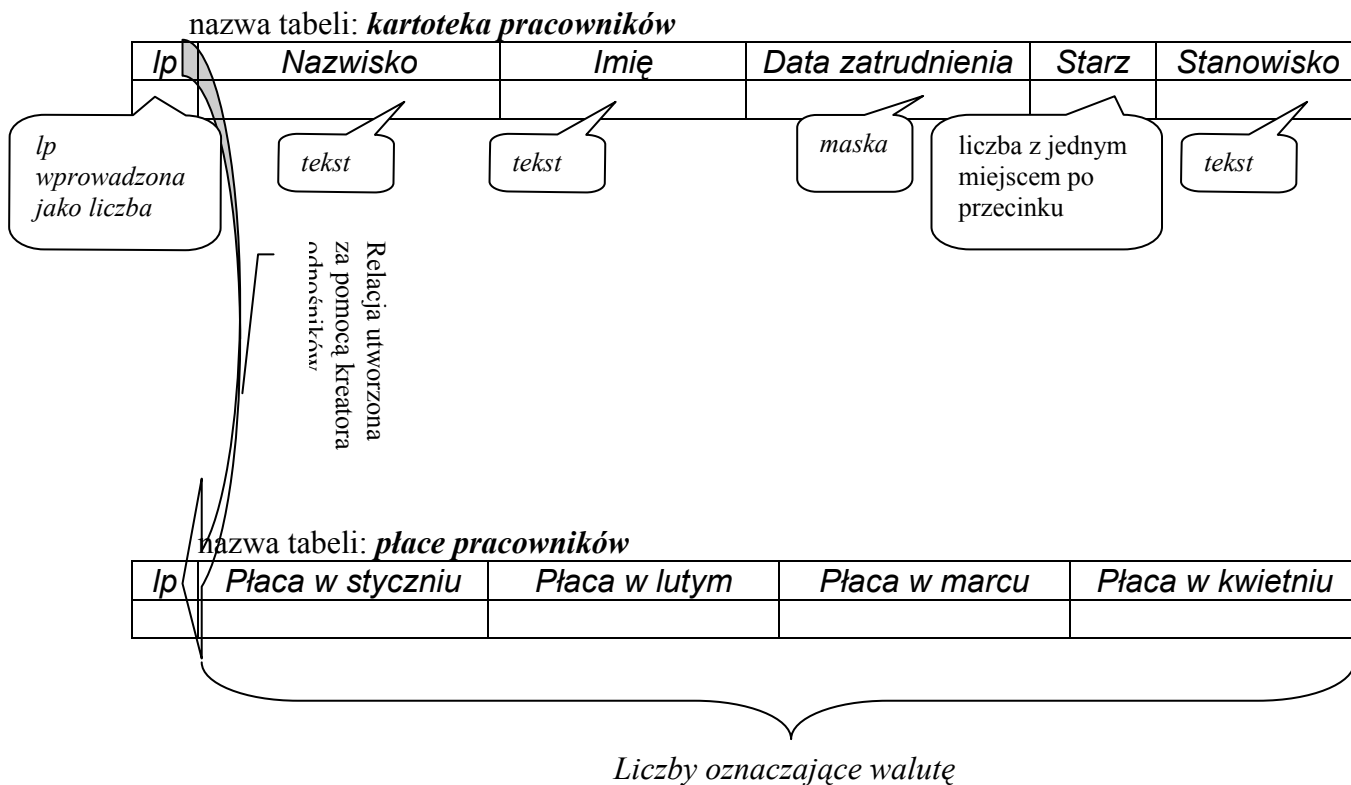 nazwa tabeli: kartoteka pracowników
lp Nazwisko Imię Data zatrudnienia Starz Stanowisko
lp
wprowadzona
jako liczba
tekst
tekst
maska
liczba z jednym
miejscem po
przecinku
tekst
Relacja utworzona
za pomocą kreatora
odnośników
nazwa tabeli: płace pracowników
lp Płaca w styczniu Płaca w lutym Płaca w marcu Płaca w kwietniu
Liczby oznaczające walutę